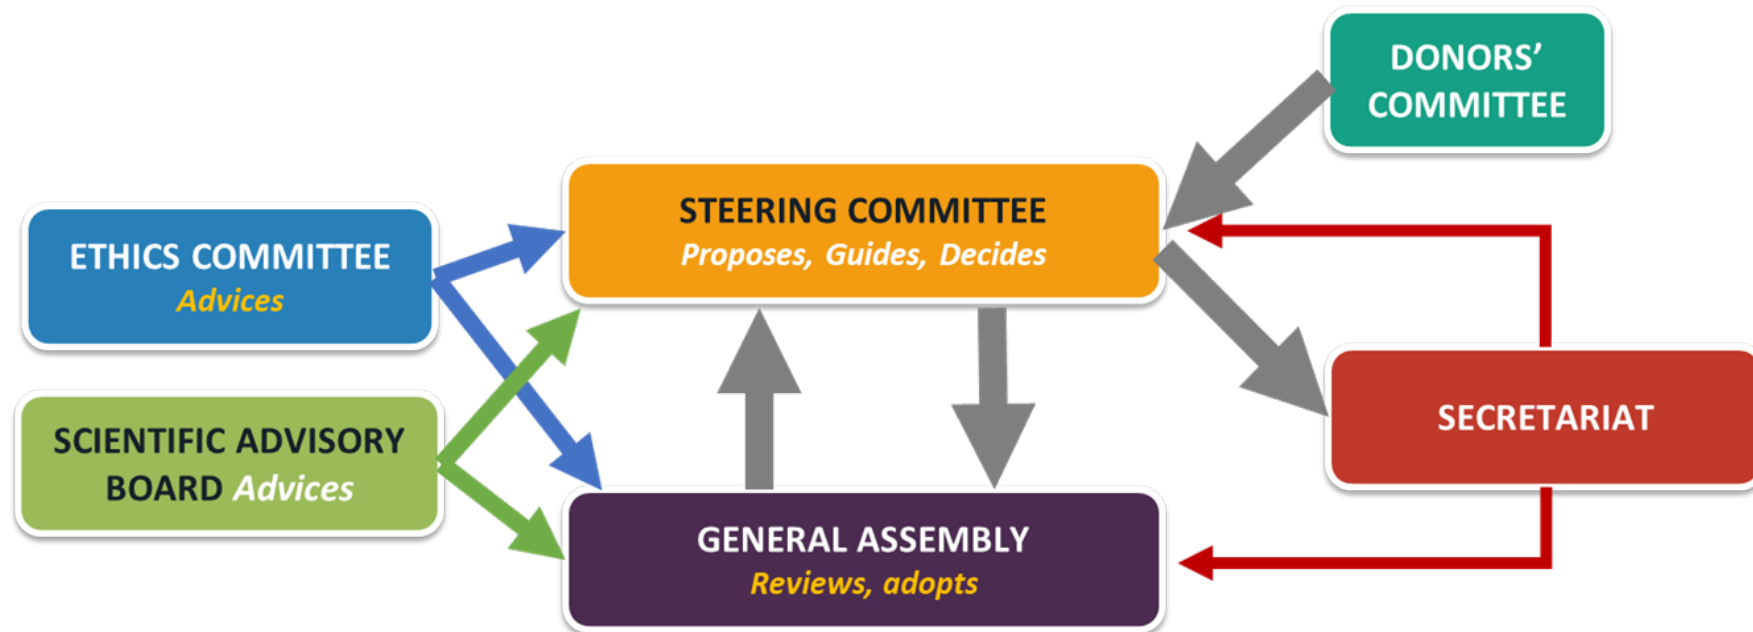 DONORS’
COMMITTEE
STEERING COMMITTEE
Proposes, Guides, Decides
ETHICS COMMITTEE
Advices
SCIENTIFIC ADVISORY
BOARD Advices
SECRETARIAT
GENERAL ASSEMBLY
Reviews, adopts